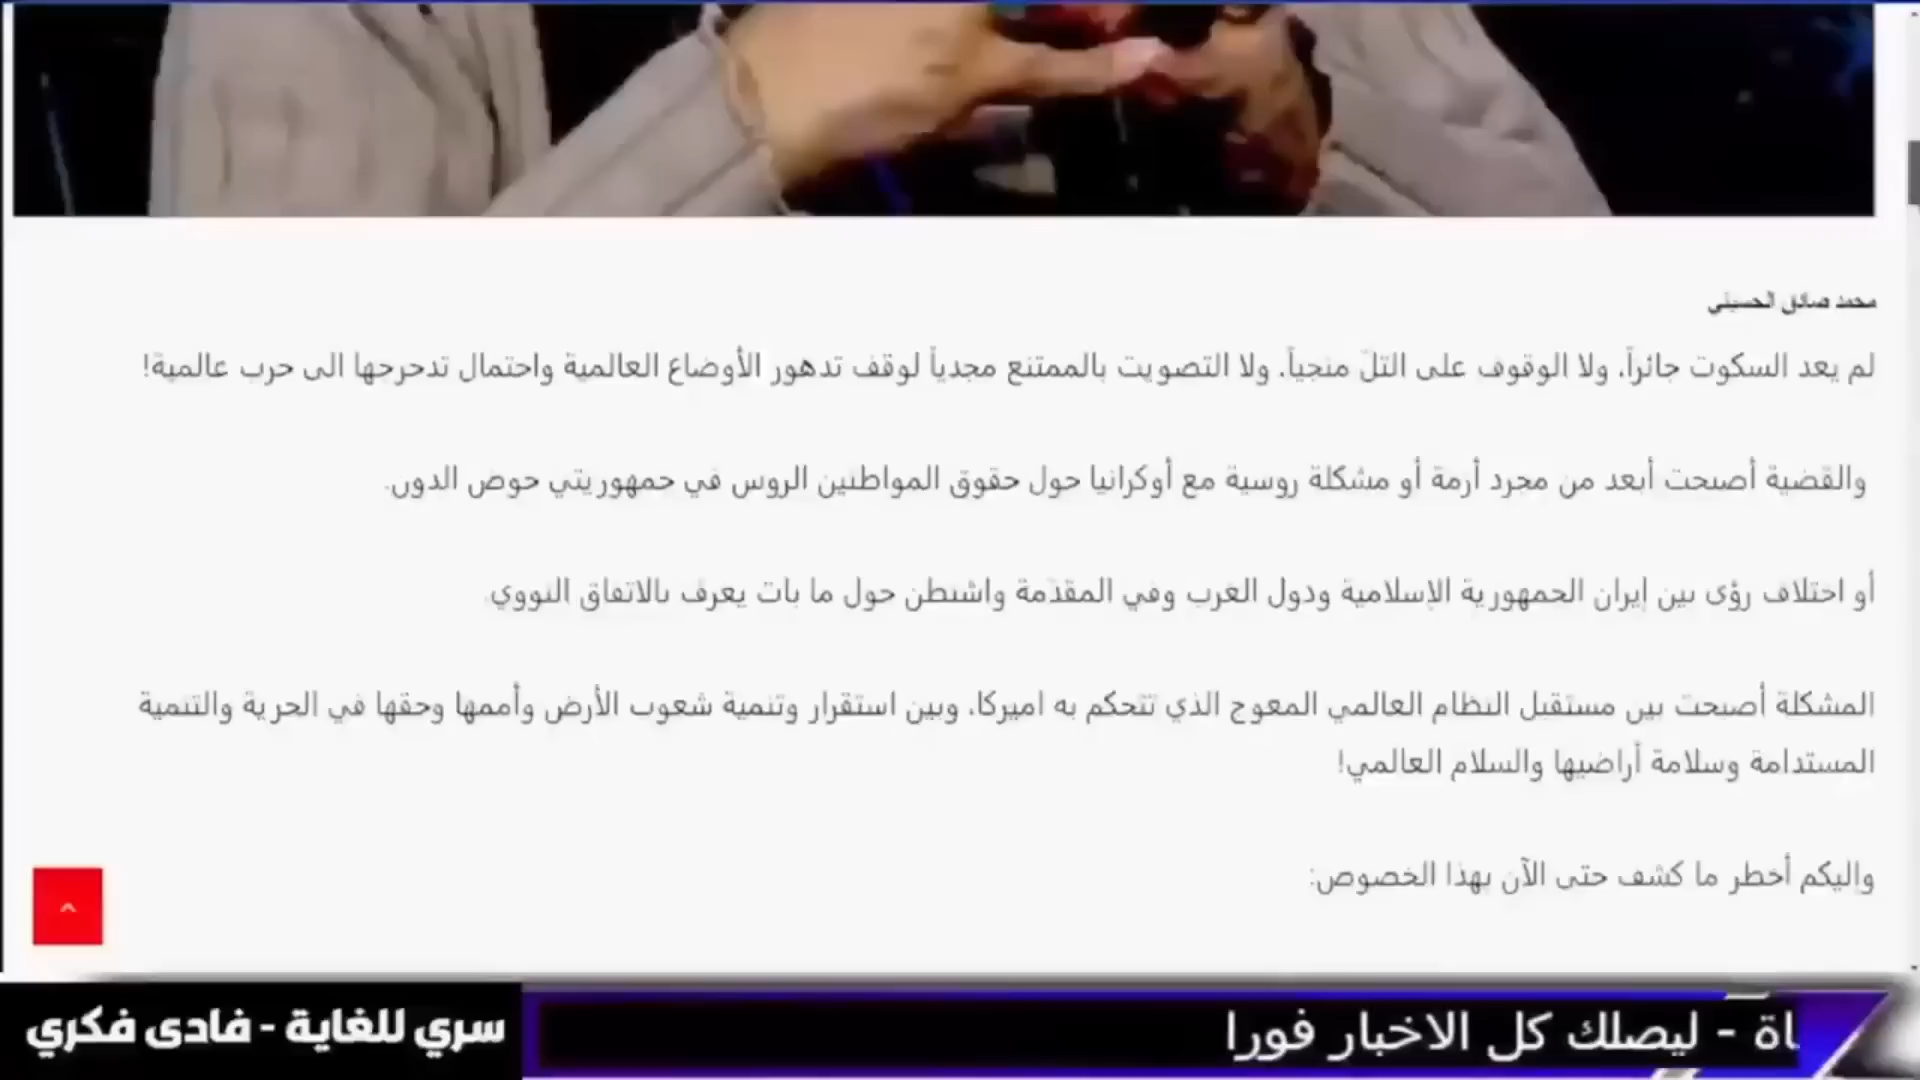 محمد صادق الحسيني
لم يعد السكوت جائراً، ولا الوقوف على التلّ منجياً، ولا التصويت بالممتنع مجدياً لوقف تدهور الأوضاع العالمية واحتمال تدحرجها الى حرب عالمية!
والقضية أصبحت أبعد من مجرد أزمة أو مشكلة روسية مع أوكرانيا حول حقوق المواطنين الروس في جمهوريتي حوض الدون.
أو اختلاف رؤى بين إيران الجمهورية الإسلامية ودول الغرب وفي المقدّمة واشنطن حول ما بات يعرف بالاتفاق النووي.
المشكلة أصبحت بين مستقبل النظام العالمي المعوج الذي تتحكم به اميركا، وبين استقرار وتنمية شعوب الأرض وأممها وحقها في الحرية والتنمية
المستدامة وسلامة أراضيها والسلام العالمي!
واليكم أخطر ما كشف حتى الآن بهذا الخصوص:
اة - ليصلك كل الاخبار فورا
سري للغاية - فادى فكري